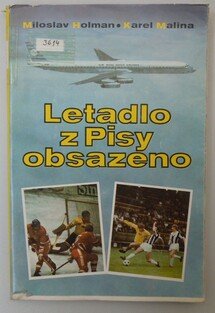 Miloslav Holman • Karel Malina
3614
Letadlo
z Pisy
obsazeno